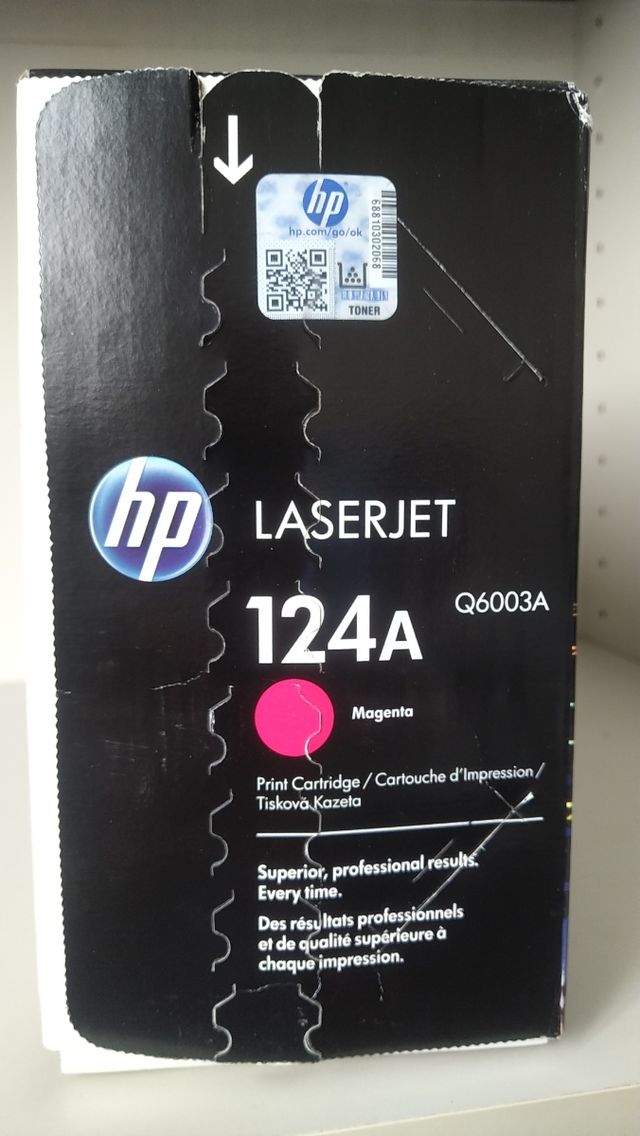 hp
hp.com/go/ok
68810302068
TONER
hp
LASERJET
124A
Q6003A
Magenta
Print Cartridge / Cartouche d'Impression /
Tisková Kazeta
Superior, professional results.
Every time.
Des résultats professionnels
et de qualité supérieure à
chaque impression.